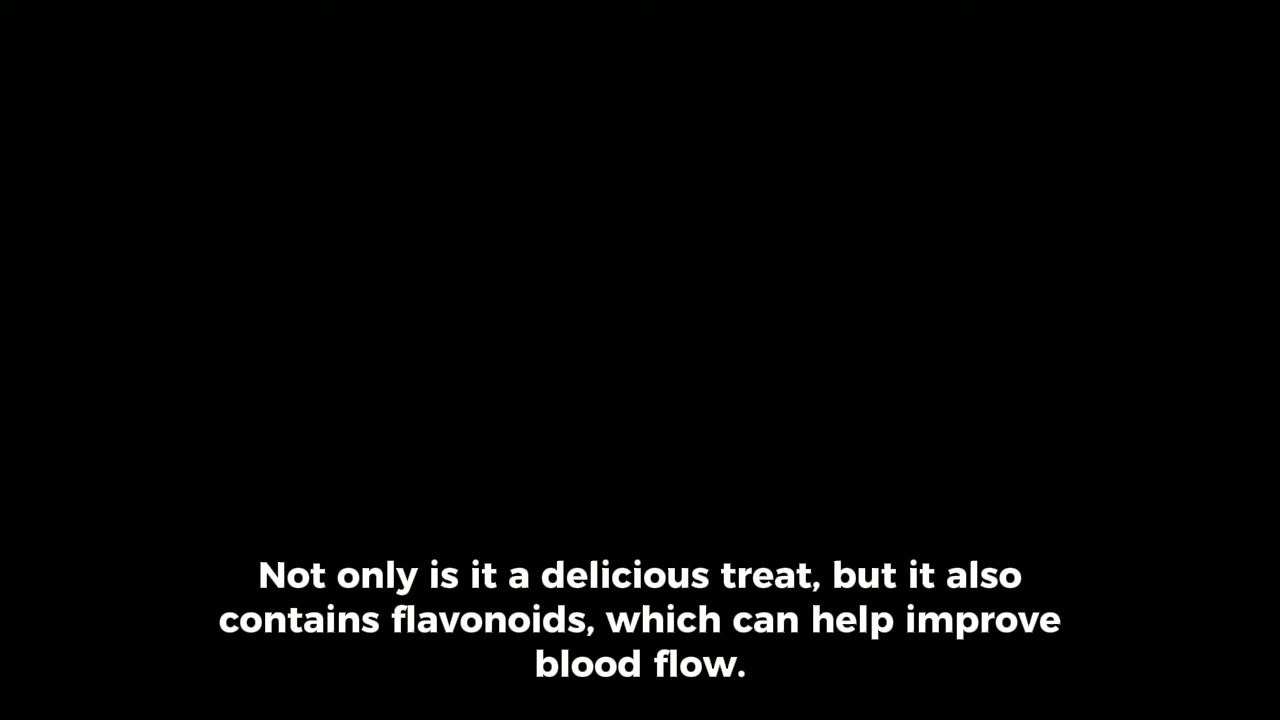 Not only is it a delicious treat, but it also
contains flavonoids, which can help improve
blood flow.